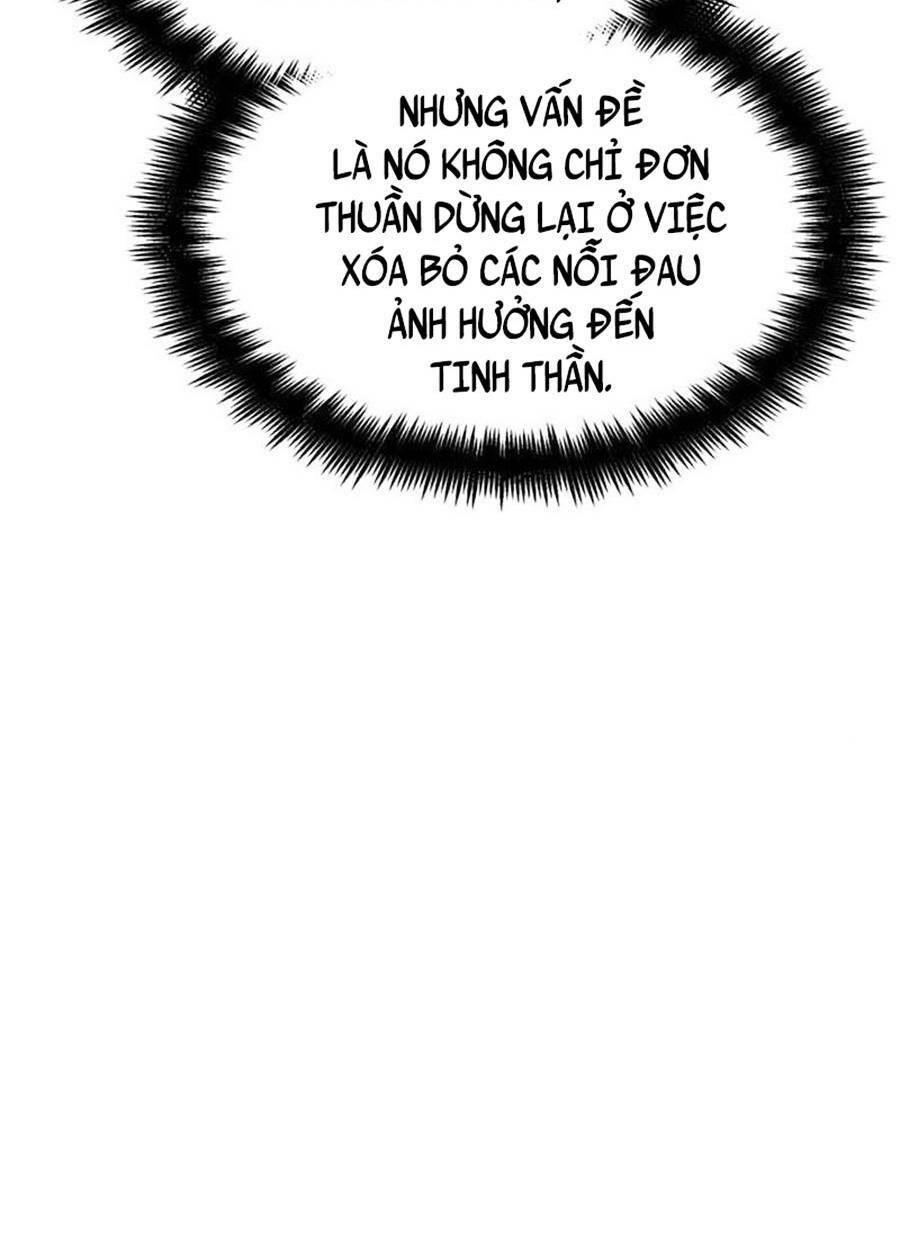 NHƯNG VẤN ĐỀ
LÀ NÓ KHÔNG CHỈ ĐƠN
THUẦN DỪNG LẠI Ở VIỆC
XÓA BỎ CÁC NỖI ĐAU
ẢNH HƯỞNG ĐẾN
TINH THẦN.